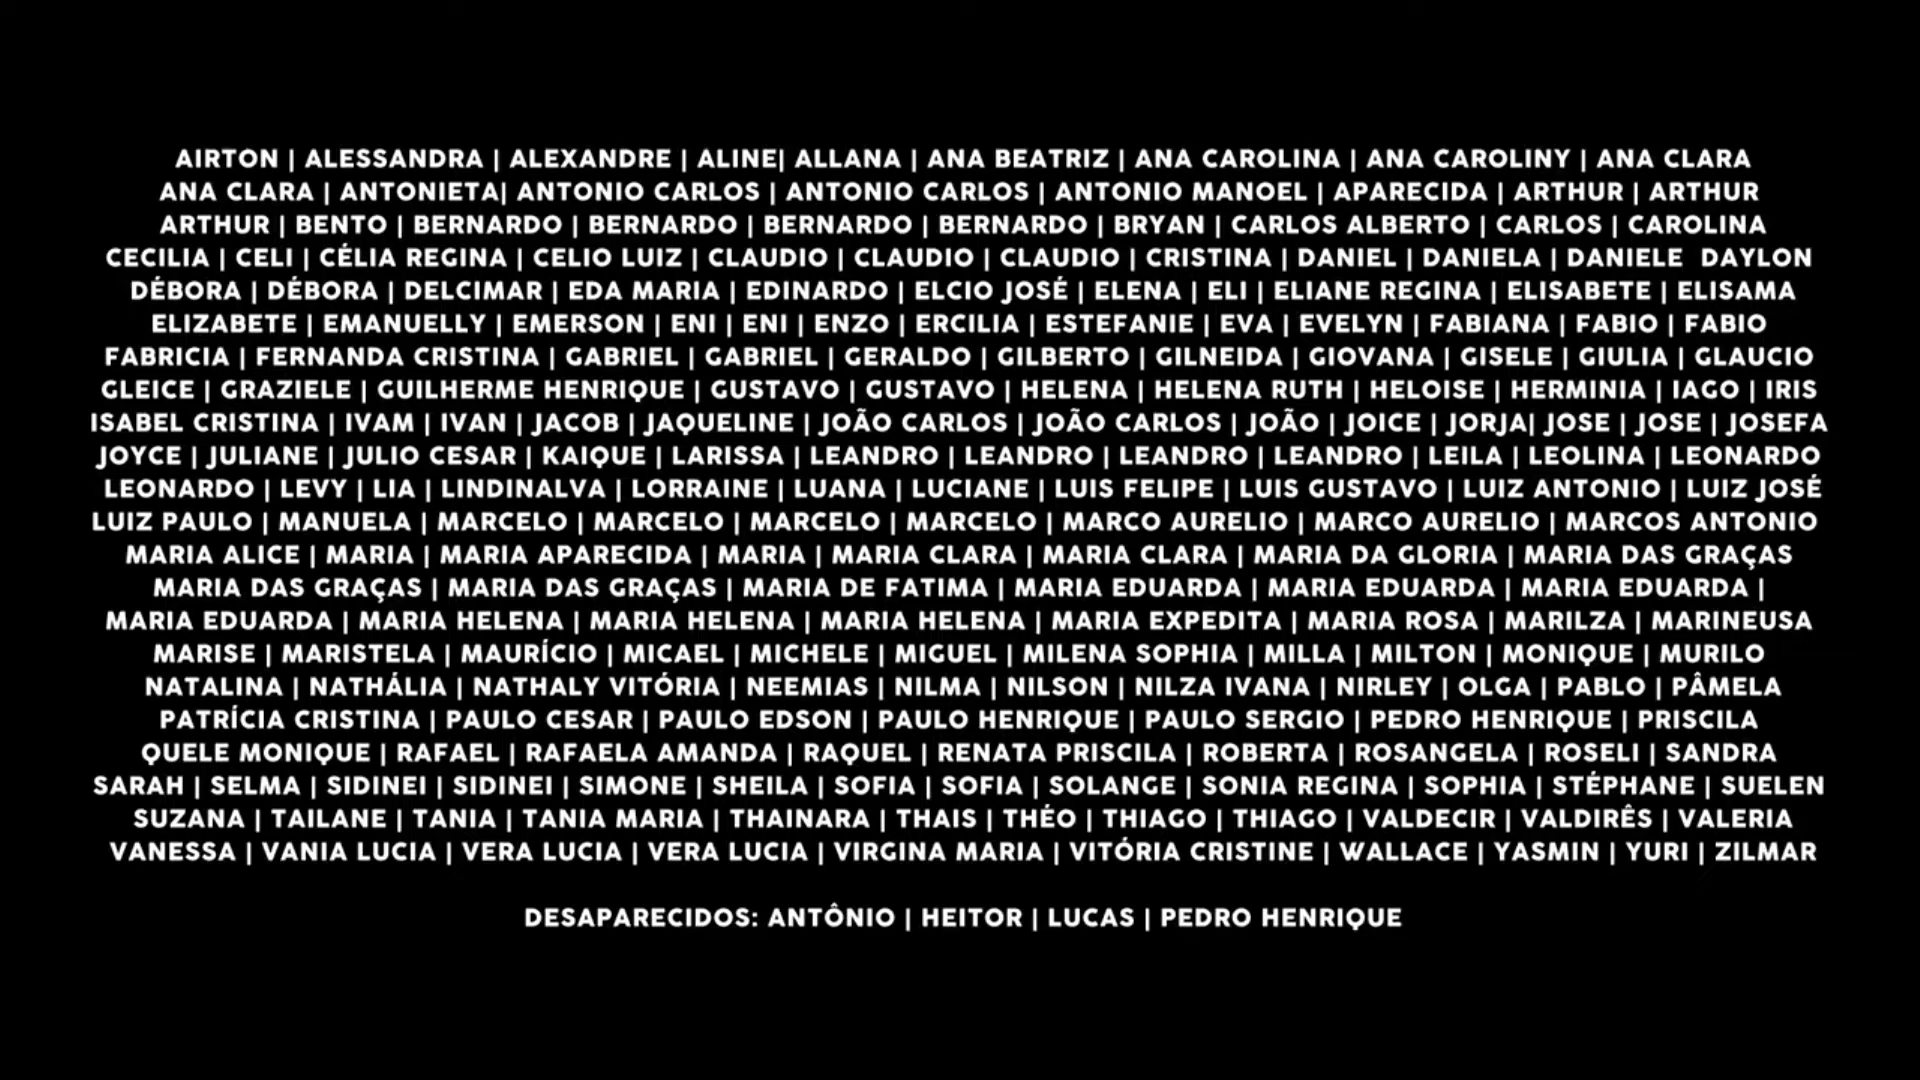 AIRTON | ALESSANDRA | ALEXANDRE | ALINE| ALLANA | ANA BEATRIZ | ANA CAROLINA | ANA CAROLINY | ANA CLARA
ANA CLARA | ANTONIETA| ANTONIO CARLOS | ANTONIO CARLOS | ANTONIO MANOEL | APARECIDA | ARTHUR | ARTHUR
ARTHUR | BENTO | BERNARDO | BERNARDO | BERNARDO | BERNARDO | BRYAN | CARLOS ALBERTO | CARLOS | CAROLINA
CECILIA | CELI | CÉLIA REGINA | CELIO LUIZ | CLAUDIO | CLAUDIO | CLAUDIO | CRISTINA | DANIEL | DANIELA | DANIELE  DAYLON
DÉBORA | DÉBORA | DELCIMAR | EDA MARIA | EDINARDO | ELCIO JOSÉ | ELENA | ELI | ELIANE REGINA | ELISABETE | ELISAMA
ELIZABETE | EMANUELLY | EMERSON | ENI | ENI | ENZO | ERCILIA | ESTEFANIE | EVA | EVELYN | FABIANA | FABIO | FABIO
FABRICIA | FERNANDA CRISTINA | GABRIEL | GABRIEL | GERALDO | GILBERTO | GILNEIDA | GIOVANA | GISELE | GIULIA | GLAUCIO
GLEICE | GRAZIELE | GUILHERME HENRIQUE | GUSTAVO | GUSTAVO | HELENA | HELENA RUTH | HELOISE | HERMINIA | IAGO | IRIS
ISABEL CRISTINA | IVAM | IVAN | JACOB | JAQUELINE | JOÃO CARLOS | JOÃO CARLOS | JOÃO | JOICE | JORJA| JOSE | JOSE | JOSEFA
JOYCE | JULIANE | JULIO CESAR | KAIQUE | LARISSA | LEANDRO | LEANDRO | LEANDRO | LEANDRO | LEILA | LEOLINA | LEONARDO
LEONARDO | LEVY | LIA | LINDINALVA | LORRAINE | LUANA | LUCIANE | LUIS FELIPE | LUIS GUSTAVO | LUIZ ANTONIO | LUIZ JOSÉ
LUIZ PAULO | MANUELA | MARCELO | MARCELO | MARCELO | MARCELO | MARCO AURELIO | MARCO AURELIO | MARCOS ANTONIO
MARIA ALICE | MARIA | MARIA APARECIDA | MARIA | MARIA CLARA | MARIA CLARA | MARIA DA GLORIA | MARIA DAS GRAÇAS
MARIA DAS GRAÇAS | MARIA DAS GRAÇAS | MARIA DE FATIMA | MARIA EDUARDA | MARIA EDUARDA | MARIA EDUARDA |
MARIA EDUARDA | MARIA HELENA | MARIA HELENA | MARIA HELENA | MARIA EXPEDITA | MARIA ROSA | MARILZA | MARINEUSA
MARISE | MARISTELA | MAURÍCIO | MICAEL | MICHELE | MIGUEL | MILENA SOPHIA | MILLA | MILTON | MONIQUE | MURILO
NATALINA | NATHÁLIA | NATHALY VITÓRIA | NEEMIAS | NILMA | NILSON | NILZA IVANA | NIRLEY | OLGA | PABLO | PÂMELA
PATRÍCIA CRISTINA | PAULO CESAR | PAULO EDSON | PAULO HENRIQUE | PAULO SERGIO | PEDRO HENRIQUE | PRISCILA
QUELE MONIQUE | RAFAEL | RAFAELA AMANDA | RAQUEL | RENATA PRISCILA | ROBERTA | ROSANGELA | ROSELI | SANDRA
SARAH | SELMA | SIDINEI | SIDINEI | SIMONE | SHEILA | SOFIA | SOFIA | SOLANGE | SONIA REGINA | SOPHIA | STÉPHANE | SUELEN
SUZANA | TAILANE | TANIA | TANIA MARIA | THAINARA | THAIS | THÉO | THIAGO | THIAGO | VALDECIR | VALDIRÊS | VALERIA
VANESSA | VANIA LUCIA | VERA LUCIA | VERA LUCIA | VIRGINA MARIA | VITÓRIA CRISTINE | WALLACE | YASMIN | YURI | ZILMAR
DESAPARECIDOS: ANTÔNIO | HEITOR | LUCAS | PEDRO HENRIQUE